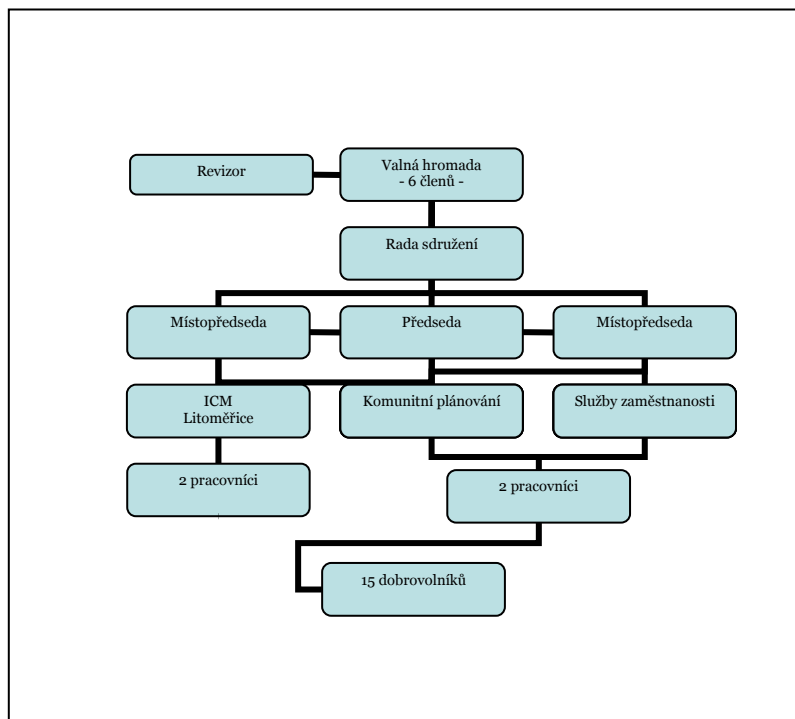 Revizor
Valná hromada
- 6 členů -
Rada sdružení
Místopředseda
Předseda
Místopředseda
ICM
Litoměřice
Komunitní plánování
Služby zaměstnanosti
2 pracovníci
2 pracovníci
15 dobrovolníků